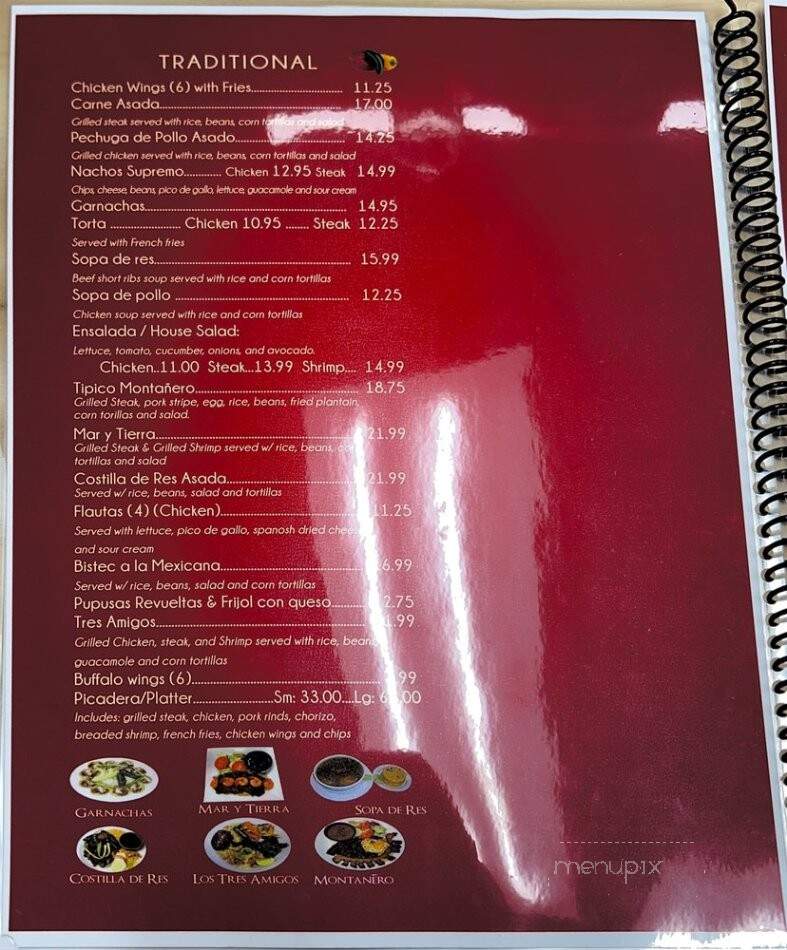 TRADITIONAL
Chicken Wings (6) with Fries............................. 11.25
Carne Asada.......................................................... 17.00
Grilled steak served with rice, beans, corn tortillas and salad
Pechuga de Pollo Asado................................... 14.25
Grilled chicken served with rice, beans, corn tortillas and salad
Nachos Supremo............ Chicken 12.95 Steak 14.99
Chips, cheese, beans, pico de gallo, lettuce, guacamole and sour cream
Garnachas................................................................ 14.95
Torta ....................... Chicken 10.95 ....... Steak 12.25
Served with French fries
Sopa de res.............................................................. 15.99
Beef short ribs soup served with rice and corn tortillas
Sopa de pollo ....................................................... 12.25
Chicken soup served with rice and corn tortillas
Ensalada / House Salad:
Lettuce, tomato, cucumber, onions, and avocado.
Chicken..11.00 Steak...13.99 Shrimp.... 14.99
Tipico Montañero.................................................... 18.75
Grilled Steak, pork stripe, egg, rice, beans, fried plantain,
corn torillas and salad.
Mar y Tierra.................................................................21.99
Grilled Steak & Grilled Shrimp served w/ rice, beans,
tortillas and salad
Costilla de Res Asada............................................21.99
Served w/ rice, beans, salad and tortillas
Flautas (4) (Chicken)............................................. 11.25
Served with lettuce, pico de gallo, spanosh dried
and sour cream
Bistec a la Mexicana..............................................
Served w/ rice, beans, salad and corn tortillas
Pupusas Revueltas & Frijol con queso..........
Tres Amigos..................................................................
Grilled Chicken, steak, and Shrimp served with rice, beans,
guacamole and corn tortillas
Buffalo wings (6)............................................................
Picadera/Platter..........................Sm: 33.00....Lg:
Includes: grilled steak, chicken, pork rinds, chorizo,
breaded shrimp, french fries, chicken wings and chips
GARNACHAS MAR Y TIERRA SOPA DE RES
COSTILLA DE RES LOS TRES AMIGOS MONTAÑERO
menupix